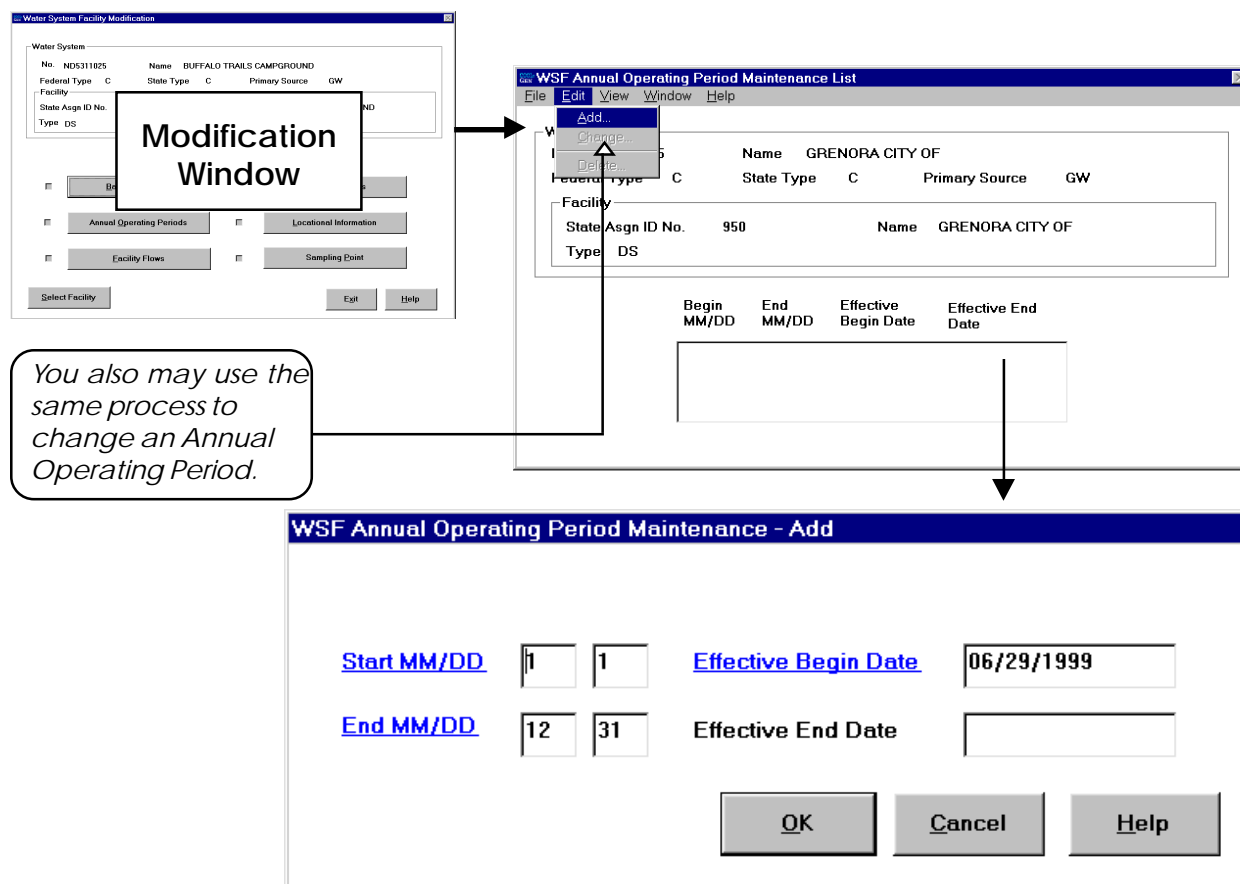 Water System Facility Modification
Water System
No. ND5311025 Name BUFFALO TRAILS CAMPGROUND
Federal Type C State Type C Primary Source GW
Facility
State Asgn ID No.
Type DS
Modification
Window
Annual Operating Periods Locational Information
Facility Flows Sampling Point
Select Facility Exit Help
WSF Annual Operating Period Maintenance List
File Edit View Window Help
Add...
Change...
Delete...
Name GRENORA CITY OF
Federal Type C State Type C Primary Source GW
Facility
State Asgn ID No. 950 Name GRENORA CITY OF
Type DS
Begin MM/DD End MM/DD Effective Begin Date Effective End Date
You also may use the
same process to
change an Annual
Operating Period.
WSF Annual Operating Period Maintenance - Add
Start MM/DD 1 1 Effective Begin Date 06/29/1999
End MM/DD 12 31 Effective End Date
OK Cancel Help